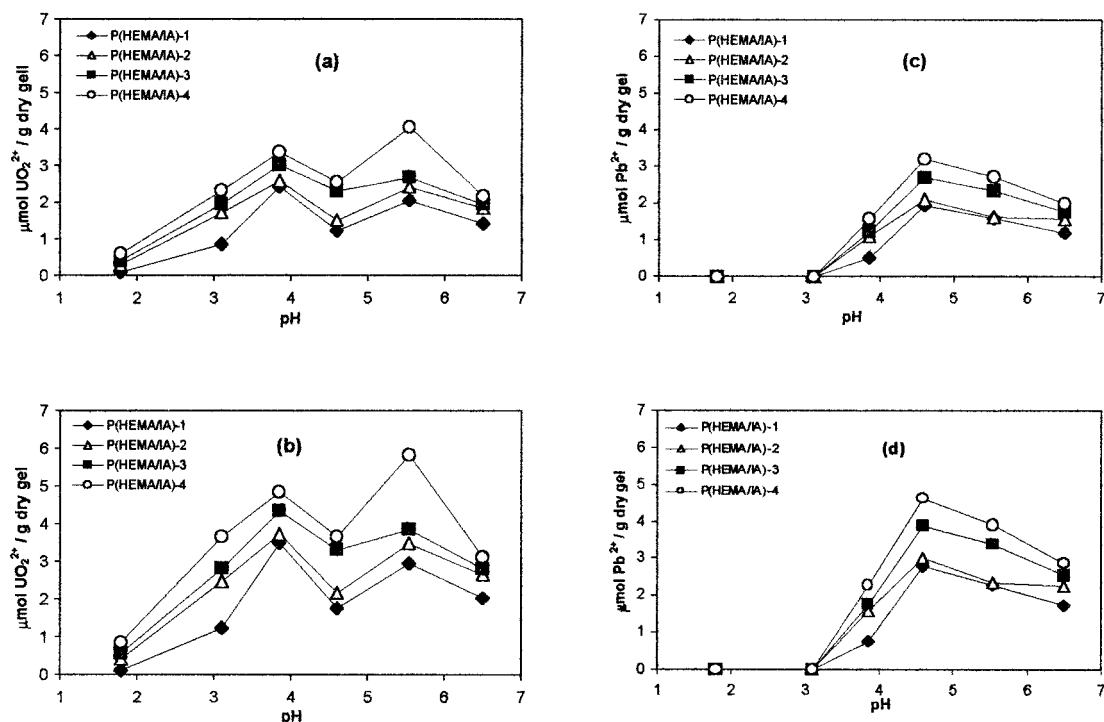 7
6
5
4
3
2
1
0
μmol UO₂²⁺ / g dry gel
P(HEMA/IA)-1
P(HEMA/IA)-2
P(HEMA/IA)-3
P(HEMA/IA)-4
(a)
1 2 3 4 5 6 7
pH
7
6
5
4
3
2
1
0
μmol Pb²⁺ / g dry gel
P(HEMA/IA)-1
P(HEMA/IA)-2
P(HEMA/IA)-3
P(HEMA/IA)-4
(c)
1 2 3 4 5 6 7
pH
7
6
5
4
3
2
1
0
μmol UO₂²⁺ / g dry gel
P(HEMA/IA)-1
P(HEMA/IA)-2
P(HEMA/IA)-3
P(HEMA/IA)-4
(b)
1 2 3 4 5 6 7
pH
7
6
5
4
3
2
1
0
μmol Pb²⁺ / g dry gel
P(HEMA/IA)-1
P(HEMA/IA)-2
P(HEMA/IA)-3
P(HEMA/IA)-4
(d)
1 2 3 4 5 6 7
pH